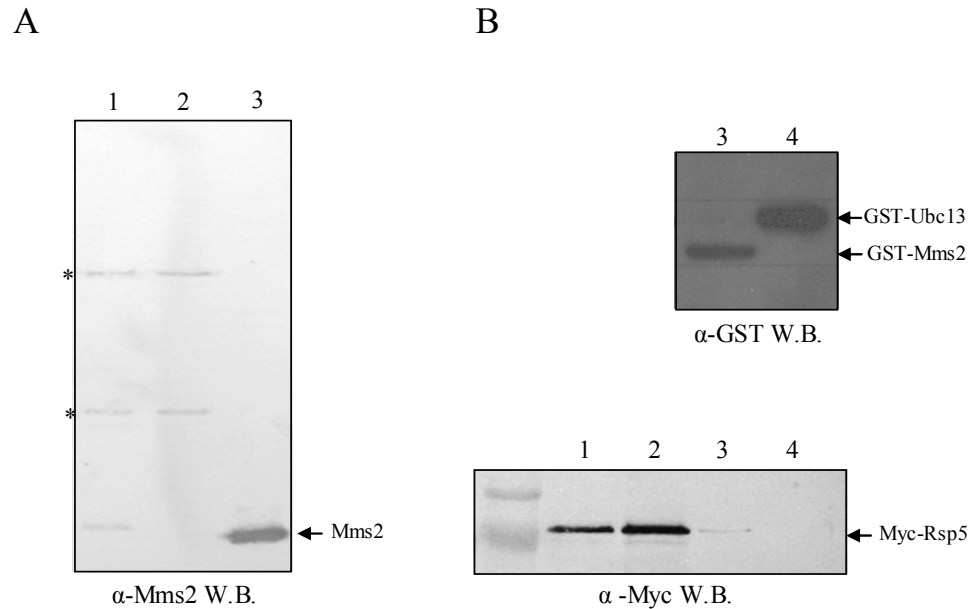 A
B
1 2 3
*
*
Mms2
α-Mms2 W.B.
3 4
GST-Ubc13
GST-Mms2
α-GST W.B.
1 2 3 4
Myc-Rsp5
α -Myc W.B.